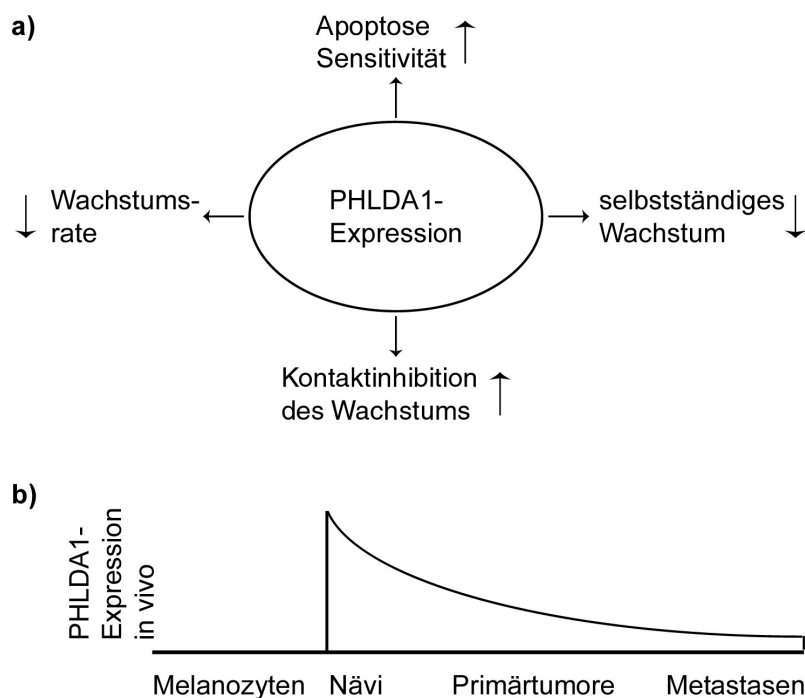 a)
Apoptose
Sensitivität
Wachstums-
rate
PHLDA1-
Expression
selbstständiges
Wachstum
Kontaktinhibition
des Wachstums
b)
PHLDA1-
Expression
in vivo
Melanozyten
Nävi
Primärtumore
Metastasen